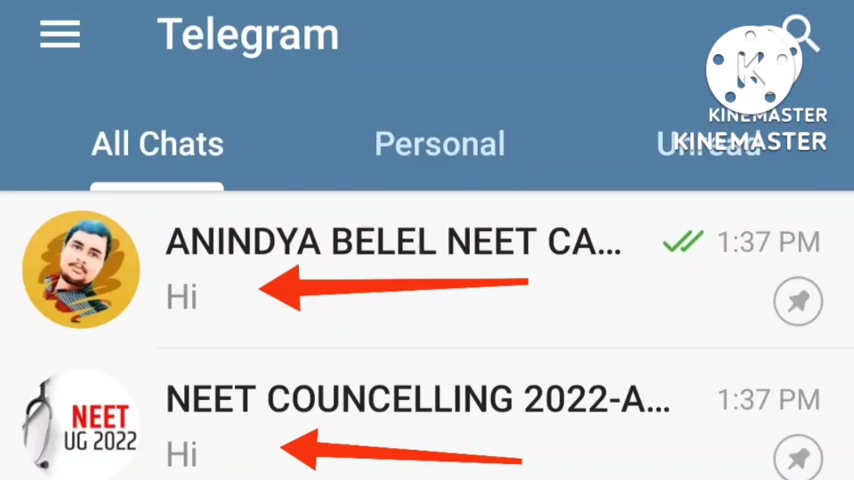 Telegram
KINEMASTER
All Chats Personal Unread
KINEMASTER
ANINDYA BELEL NEET CA... 1:37 PM
Hi
NEET COUNCELLING 2022-A... 1:37 PM
NEET
UG 2022
Hi